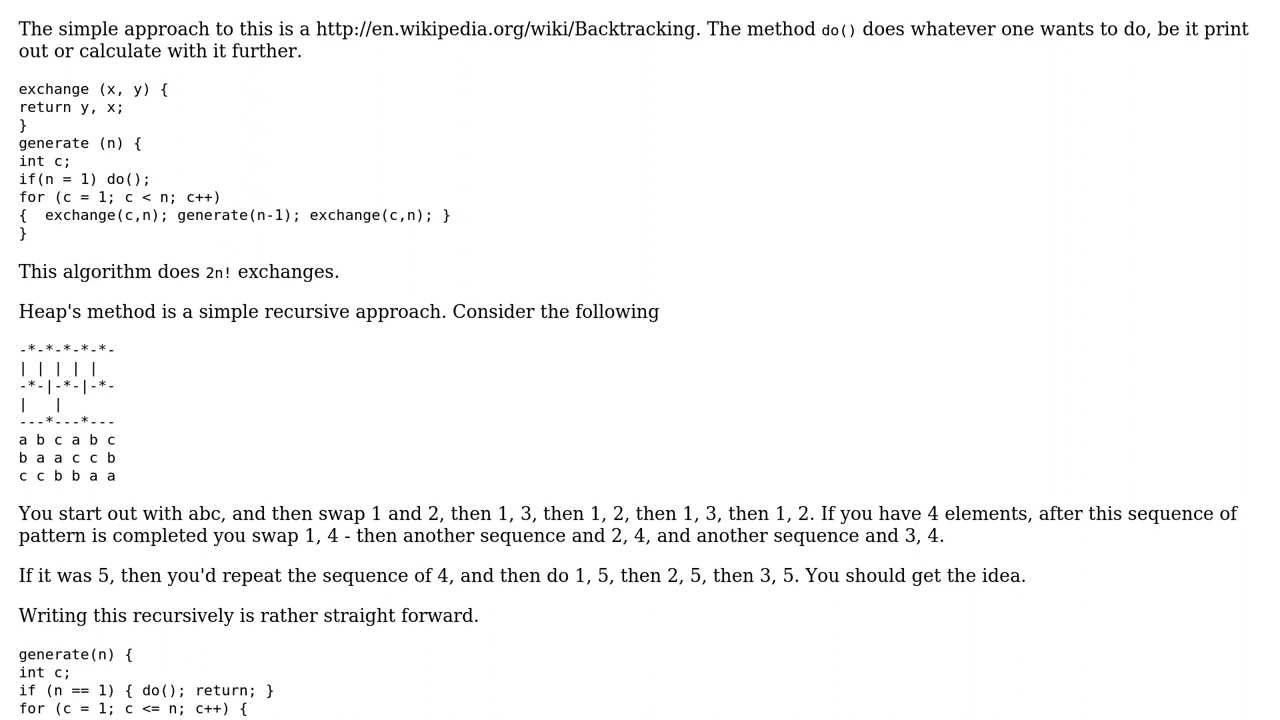 The simple approach to this is a http://en.wikipedia.org/wiki/Backtracking. The method do() does whatever one wants to do, be it print
out or calculate with it further.
exchange (x, y) {
return y, x;
}
generate (n) {
int c;
if(n = 1) do();
for (c = 1; c < n; c++)
{  exchange(c,n); generate(n-1); exchange(c,n); }
}
This algorithm does 2n! exchanges.
Heap's method is a simple recursive approach. Consider the following
-*-*-*-*-*-
| | | | |
-*-|-*-|-*-
|   |
---*---*---
a b c a b c
b a a c c b
c c b b a a
You start out with abc, and then swap 1 and 2, then 1, 3, then 1, 2, then 1, 3, then 1, 2. If you have 4 elements, after this sequence of
pattern is completed you swap 1, 4 - then another sequence and 2, 4, and another sequence and 3, 4.
If it was 5, then you'd repeat the sequence of 4, and then do 1, 5, then 2, 5, then 3, 5. You should get the idea.
Writing this recursively is rather straight forward.
generate(n) {
int c;
if (n == 1) { do(); return; }
for (c = 1; c <= n; c++) {